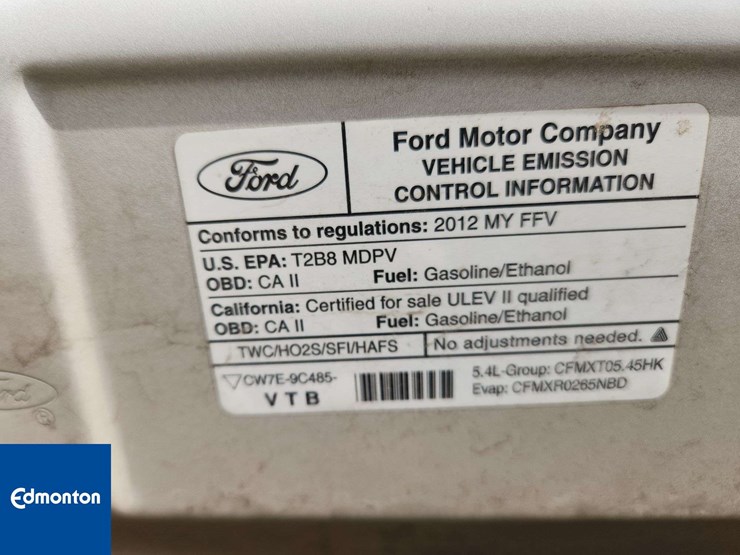 Ford
Ford Motor Company
VEHICLE EMISSION
CONTROL INFORMATION
Conforms to regulations: 2012 MY FFV
U.S. EPA: T2B8 MDPV
OBD: CA II Fuel: Gasoline/Ethanol
California: Certified for sale ULEV II qualified
OBD: CA II Fuel: Gasoline/Ethanol
TWC/HO2S/SFI/HAFS No adjustments needed.
CW7E-9C485-
V T B
5.4L-Group: CFMXT05.45HK
Evap: CFMXR0265NBD
Ford
Edmonton